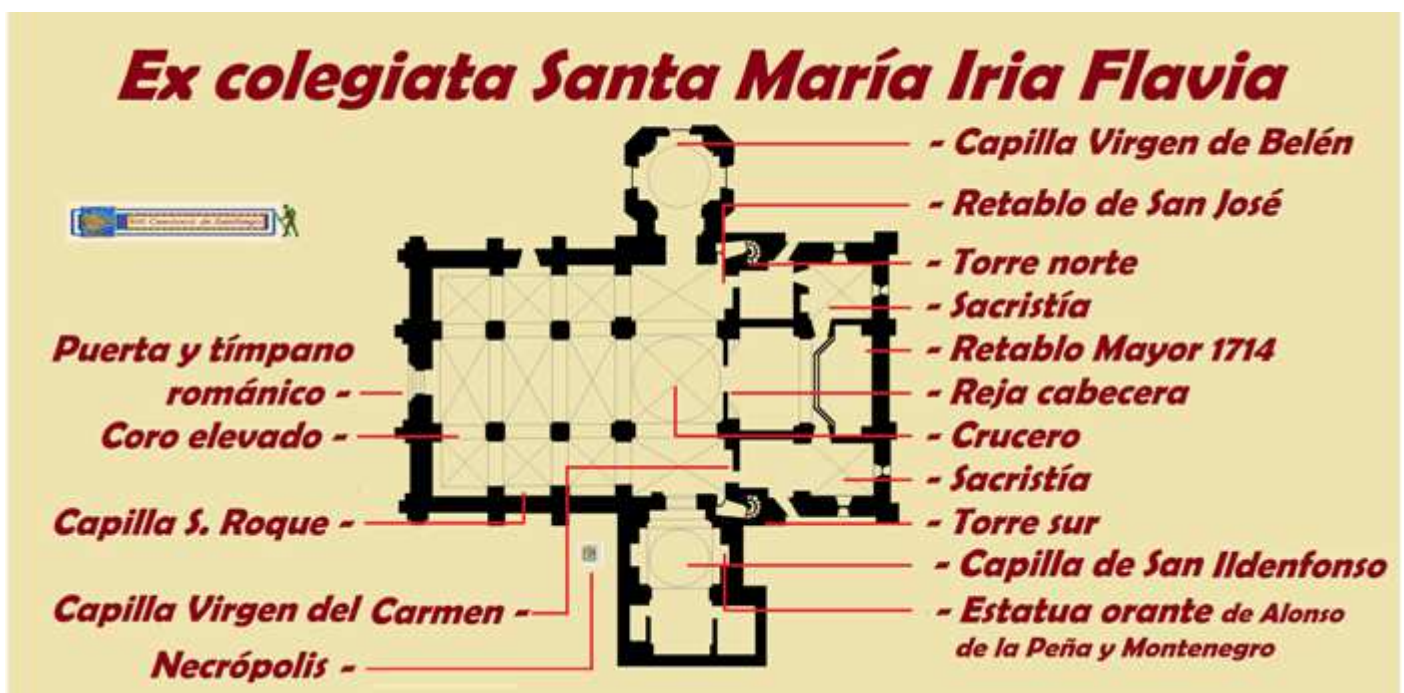 Ex colegiata Santa María Iria Flavia
- Capilla Virgen de Belén
- Retablo de San José
- Torre norte
- Sacristía
- Retablo Mayor 1714
- Reja cabecera
- Crucero
- Sacristía
- Torre sur
- Capilla de San Ildenfonso
- Estatua orante de Alonso
de la Peña y Montenegro
Puerta y tímpano
románico -
Coro elevado -
Capilla S. Roque -
Capilla Virgen del Carmen -
Necrópolis -